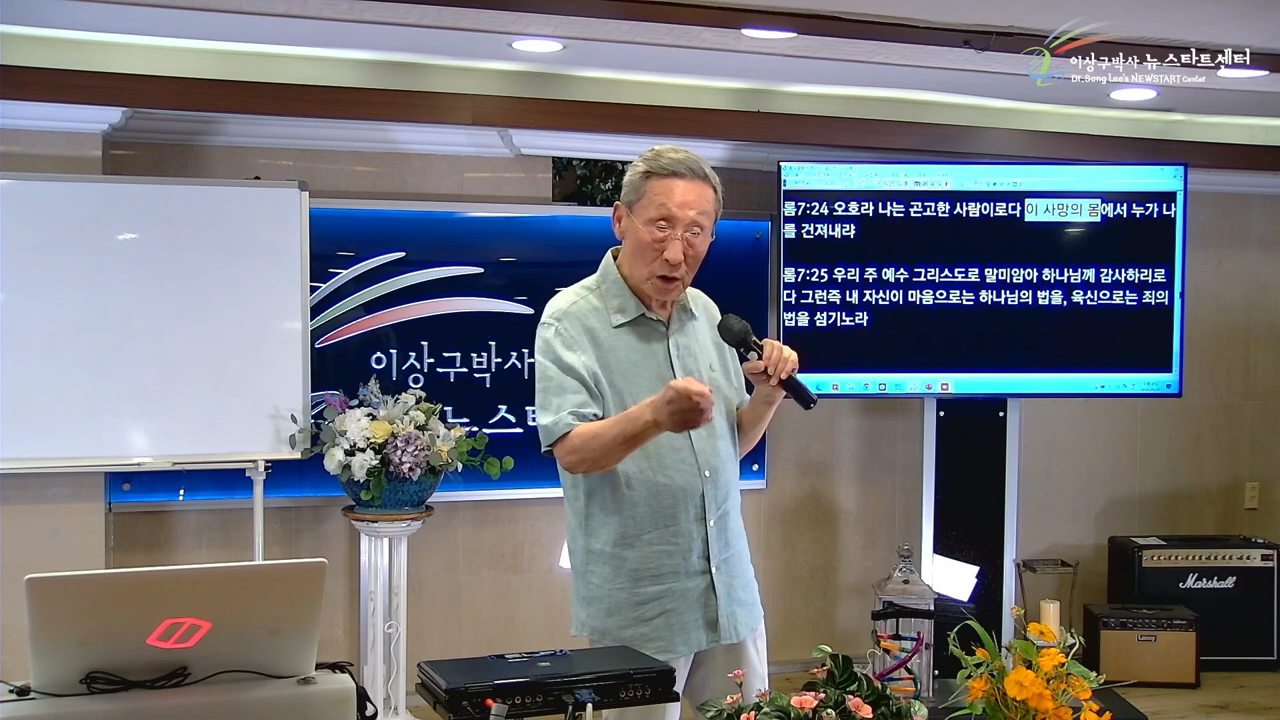 이상구박사 뉴스타트센터
Dr.Sang Lee's NEWSTART Center
롬7:24 오호라 나는 곤고한 사람이로다 이 사망의 몸에서 누가 나
를 건져내랴
롬7:25 우리 주 예수 그리스도로 말미암아 하나님께 감사하리로
다 그런즉 내 자신이 마음으로는 하나님의 법을, 육신으로는 죄의
법을 섬기노라
이상구박사
뉴스타
Marshall
Laney